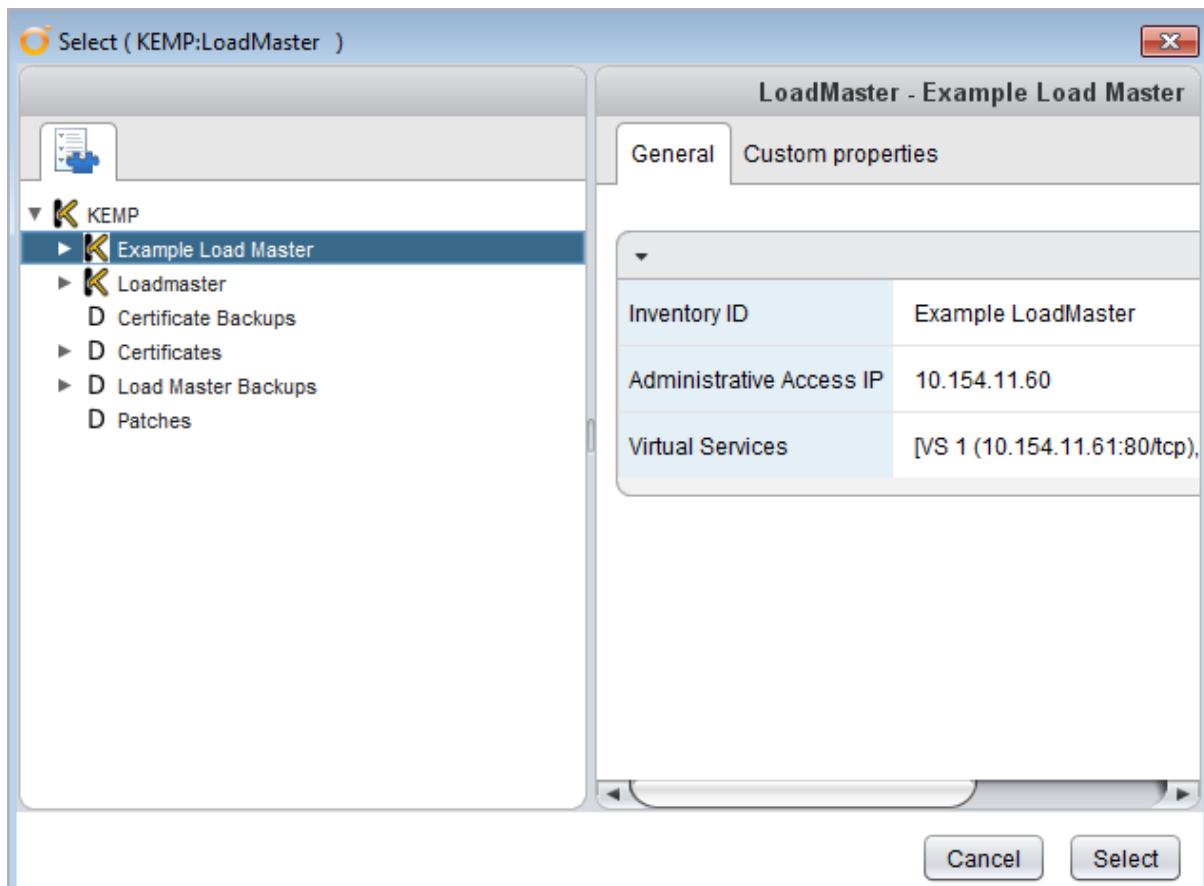 Select ( KEMP:LoadMaster )
LoadMaster - Example Load Master
General Custom properties
KEMP
Example Load Master
Loadmaster
D Certificate Backups
D Certificates
D Load Master Backups
D Patches
Inventory ID Example LoadMaster
Administrative Access IP 10.154.11.60
Virtual Services [VS 1 (10.154.11.61:80/tcp),
Cancel Select